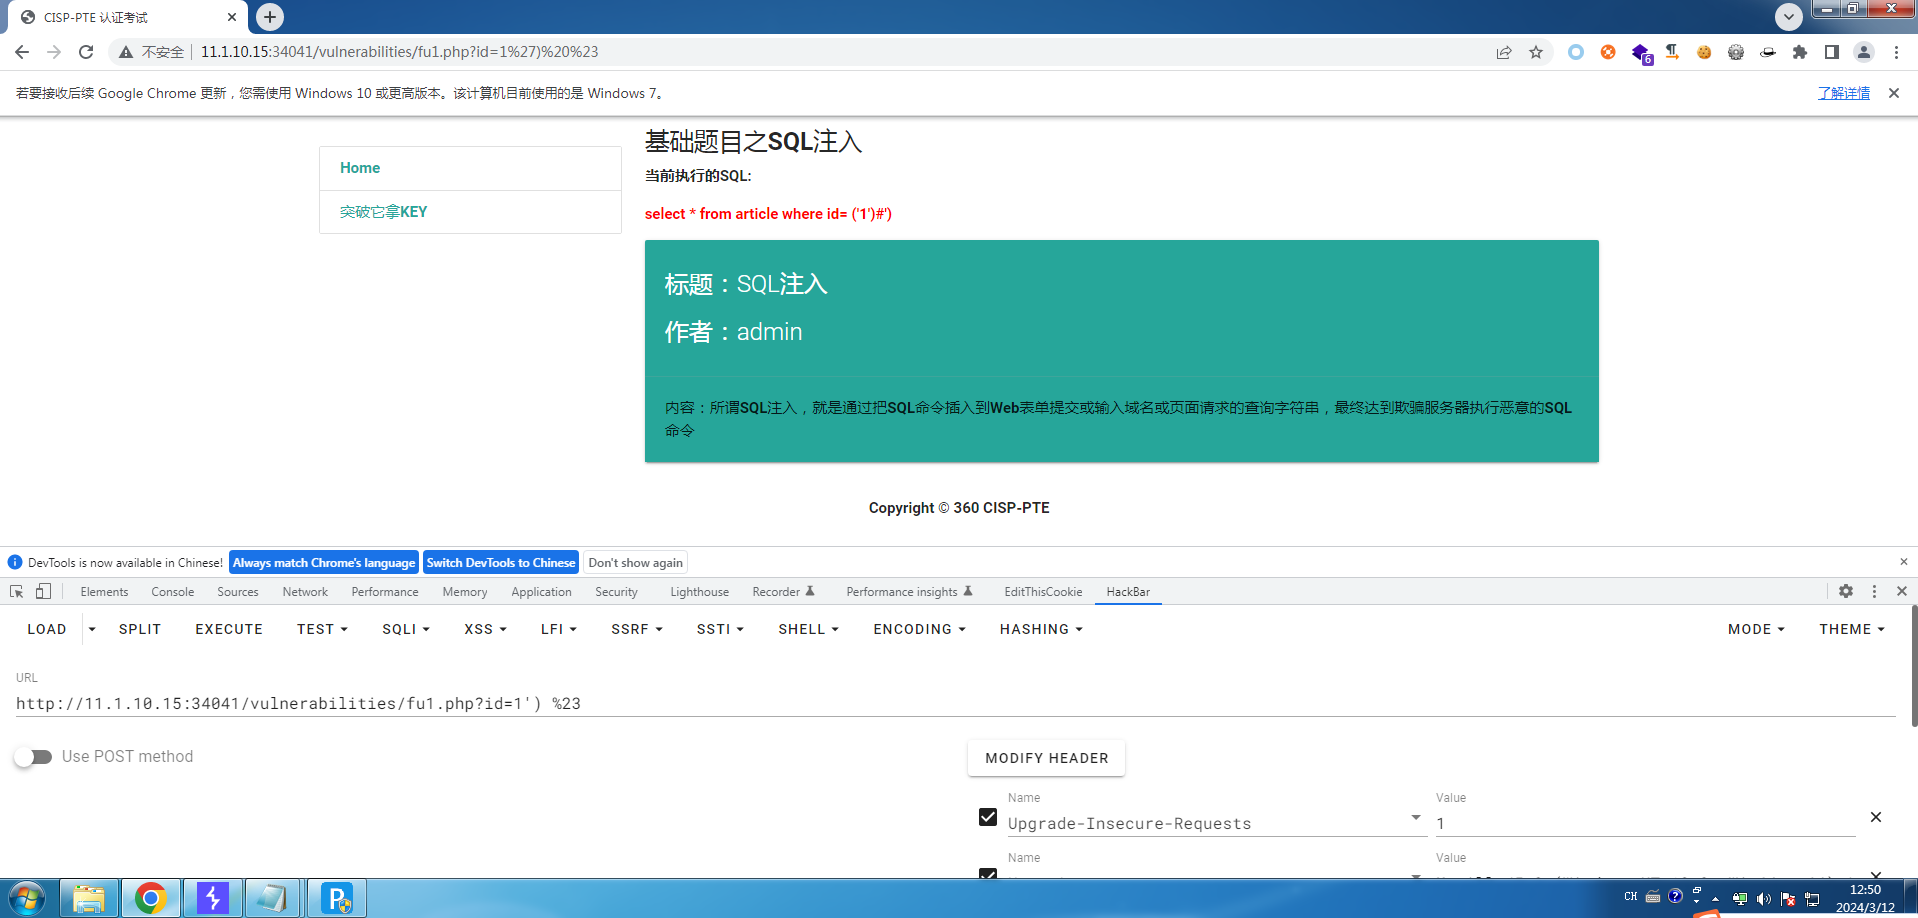 CISP-PTE 认证考试
不安全
11.1.10.15:34041/vulnerabilities/fu1.php?id=1%27)%20%23
6
若要接收后续 Google Chrome 更新，您需使用 Windows 10 或更高版本。该计算机目前使用的是 Windows 7。
了解详情
Home
突破它拿KEY
基础题目之SQL注入
当前执行的SQL:
select * from article where id= ('1')#')
标题：SQL注入
作者：admin
内容：所谓SQL注入，就是通过把SQL命令插入到Web表单提交或输入域名或页面请求的查询字符串，最终达到欺骗服务器执行恶意的SQL
命令
Copyright © 360 CISP-PTE
DevTools is now available in Chinese!
Always match Chrome's language
Switch DevTools to Chinese
Don't show again
Elements
Console
Sources
Network
Performance
Memory
Application
Security
Lighthouse
Recorder
Performance insights
EditThisCookie
HackBar
LOAD
SPLIT
EXECUTE
TEST
SQLI
XSS
LFI
SSRF
SSTI
SHELL
ENCODING
HASHING
MODE
THEME
URL
http://11.1.10.15:34041/vulnerabilities/fu1.php?id=1') %23
Use POST method
MODIFY HEADER
Name
Value
Upgrade-Insecure-Requests
1
Name
Value
CH
12:50
2024/3/12